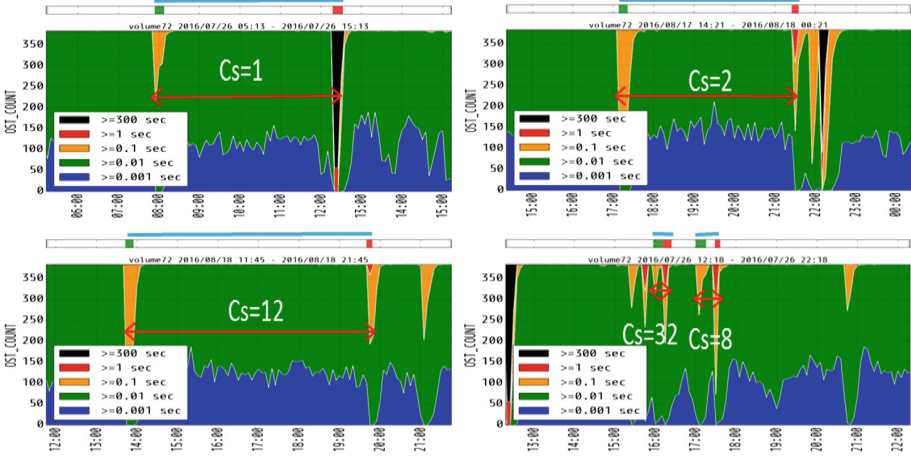 volume72 2016/07/26 05:13 - 2016/07/26 15:13
OST_COUNT
350
300
250
200
150
100
50
0
Cs=1
>=300 sec
>=1 sec
>=0.1 sec
>=0.01 sec
>=0.001 sec
06:00 07:00 08:00 09:00 10:00 11:00 12:00 13:00 14:00 15:00
volume72 2016/08/17 14:21 - 2016/08/18 00:21
OST_COUNT
350
300
250
200
150
100
50
0
Cs=2
>=300 sec
>=1 sec
>=0.1 sec
>=0.01 sec
>=0.001 sec
15:00 16:00 17:00 18:00 19:00 20:00 21:00 22:00 23:00 00:00
volume72 2016/08/18 11:45 - 2016/08/18 21:45
OST_COUNT
350
300
250
200
150
100
50
0
Cs=12
>=300 sec
>=1 sec
>=0.1 sec
>=0.01 sec
>=0.001 sec
12:00 13:00 14:00 15:00 16:00 17:00 18:00 19:00 20:00 21:00
volume72 2016/07/26 12:18 - 2016/07/26 22:18
OST_COUNT
350
300
250
200
150
100
50
0
Cs=32 Cs=8
>=300 sec
>=1 sec
>=0.1 sec
>=0.01 sec
>=0.001 sec
13:00 14:00 15:00 16:00 17:00 18:00 19:00 20:00 21:00 22:00